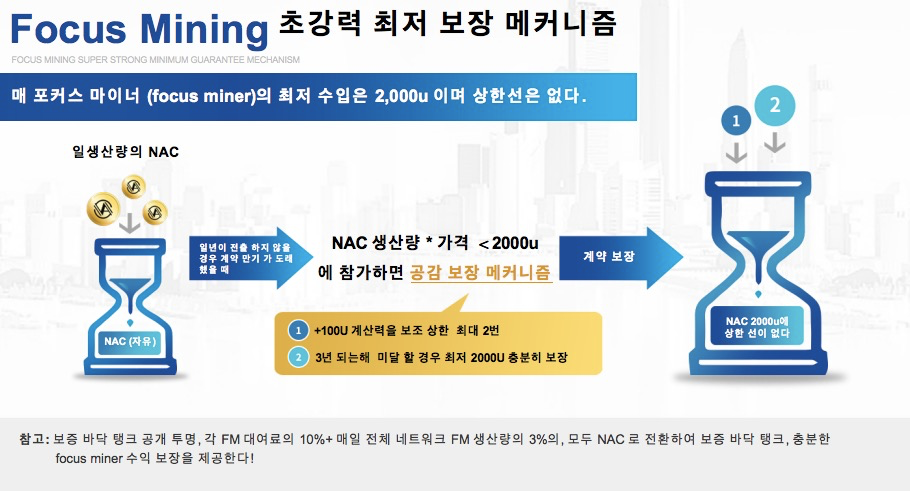 Focus Mining 초강력 최저 보장 메커니즘
FOCUS MINING SUPER STRONG MINIMUM GUARANTEE MECHANISM
매 포커스 마이너 (focus miner)의 최저 수입은 2,000u 이며 상한선은 없다.
일생산량의 NAC
NAC (자유)
일년이 전출 하지 않을
경우 계약 만기 가 도래
했을 때
NAC 생산량 * 가격 <2000u
에 참가하면 공감 보장 메커니즘
1 +100U 계산력을 보조 상한 최대 2번
2 3년 되는해 미달 할 경우 최저 2000U 충분히 보장
계약 보장
1
2
NAC 2000u에
상한 선이 없다
참고: 보증 바닥 탱크 공개 투명, 각 FM 대여료의 10%+ 매일 전체 네트워크 FM 생산량의 3%의, 모두 NAC 로 전환하여 보증 바닥 탱크, 충분한
focus miner 수익 보장을 제공한다!